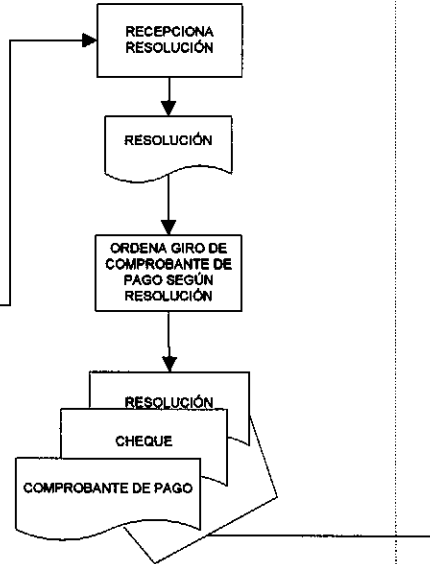 RECEPCIONA
RESOLUCIÓN
RESOLUCIÓN
ORDENA GIRO DE
COMPROBANTE DE
PAGO SEGÚN
RESOLUCIÓN
RESOLUCIÓN
CHEQUE
COMPROBANTE DE PAGO